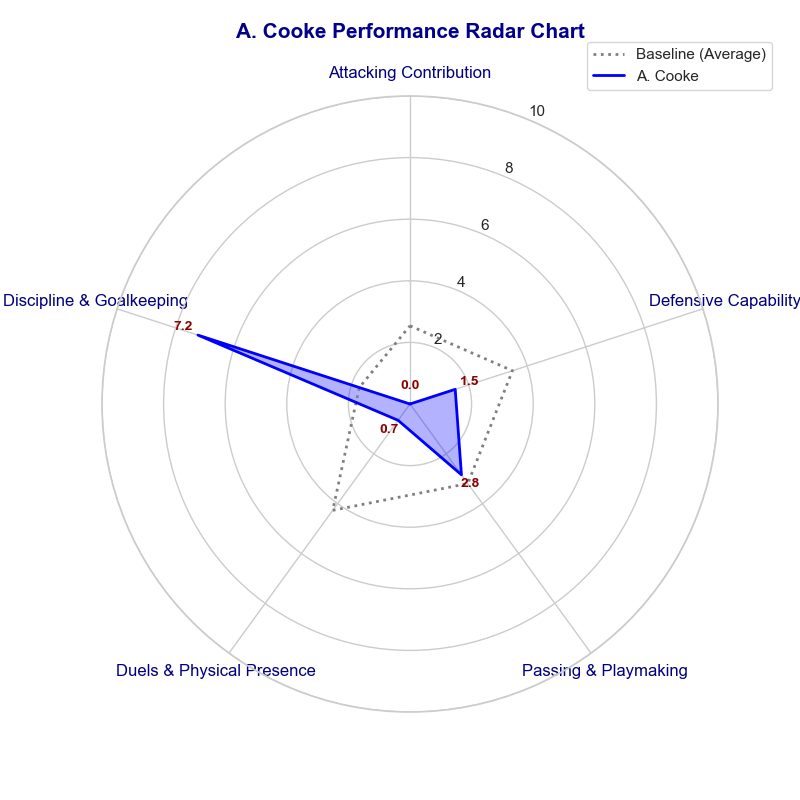 A. Cooke Performance Radar Chart
Baseline (Average)
A. Cooke
Attacking Contribution
10
8
6
4
2
Discipline & Goalkeeping
Defensive Capability
7.2
0.0
1.5
0.7
2.8
Duels & Physical Presence
Passing & Playmaking